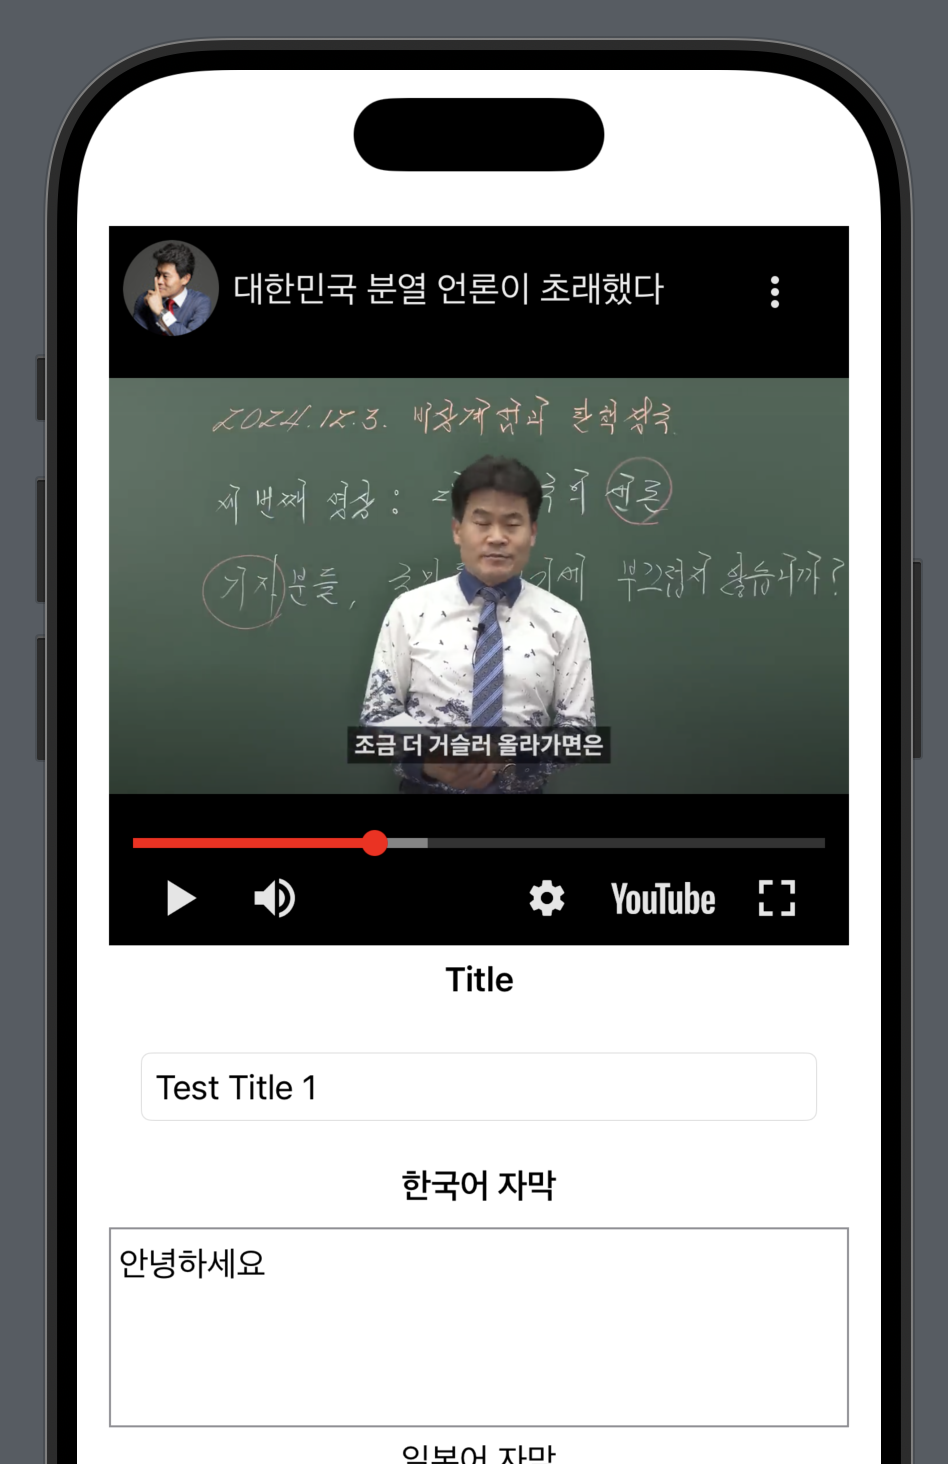 대한민국 분열 언론이 초래했다
2024.12.3. 비상계엄과 탄핵정국
세 번째 영상 : 국의 언론
기자분들, 부끄럽지 않습니까?
조금 더 거슬러 올라가면은
YouTube
Title
Test Title 1
한국어 자막
안녕하세요
일본어 자막